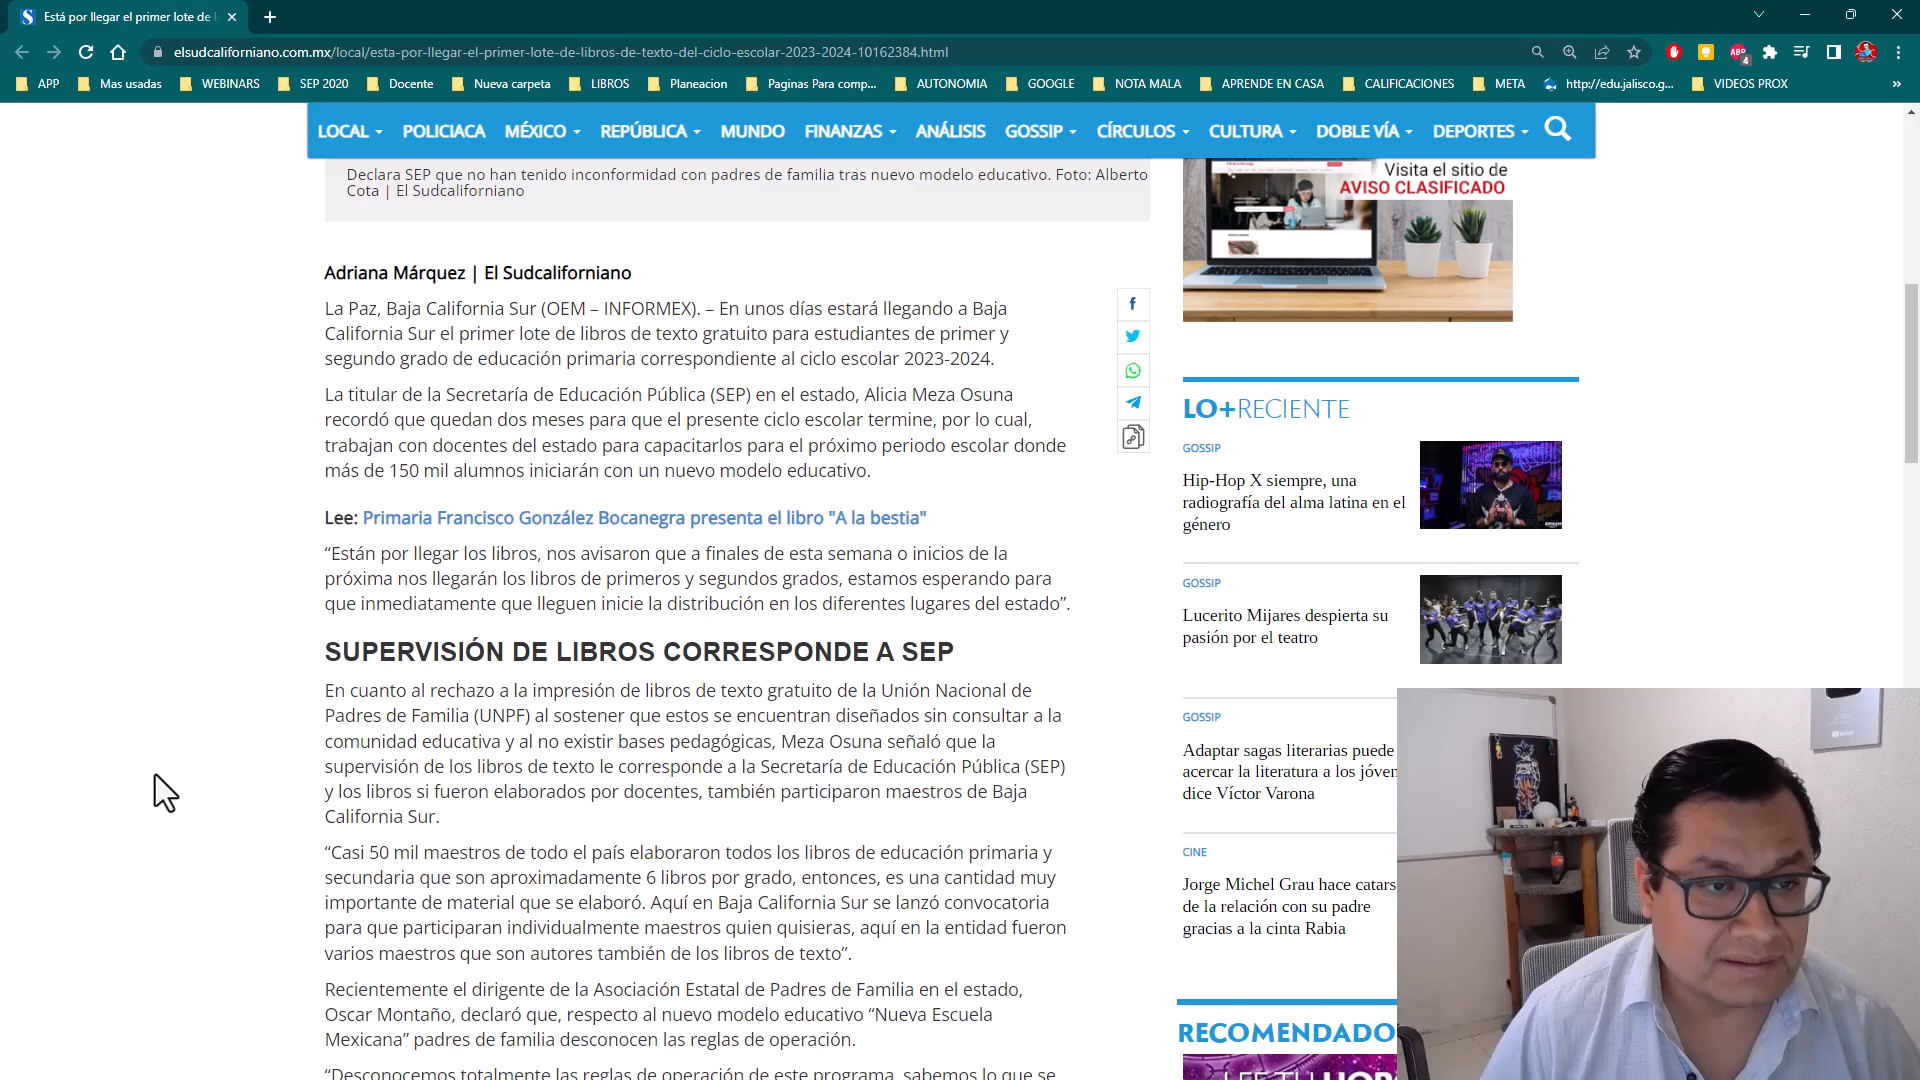 Está por llegar el primer lote de l
elsudcaliforniano.com.mx/local/esta-por-llegar-el-primer-lote-de-libros-de-texto-del-ciclo-escolar-2023-2024-10162384.html
ABP
4
APP
Mas usadas
WEBINARS
SEP 2020
Docente
Nueva carpeta
LIBROS
Planeacion
Paginas Para comp...
AUTONOMIA
GOOGLE
NOTA MALA
APRENDE EN CASA
CALIFICACIONES
META
http://edu.jalisco.g...
VIDEOS PROX
»
LOCAL
POLICIACA
MÉXICO
REPÚBLICA
MUNDO
FINANZAS
ANÁLISIS
GOSSIP
CÍRCULOS
CULTURA
DOBLE VÍA
DEPORTES
Declara SEP que no han tenido inconformidad con padres de familia tras nuevo modelo educativo. Foto: Alberto
Cota | El Sudcaliforniano
Visita el sitio de
AVISO CLASIFICADO
Adriana Márquez | El Sudcaliforniano
La Paz, Baja California Sur (OEM – INFORMEX). – En unos días estará llegando a Baja
California Sur el primer lote de libros de texto gratuito para estudiantes de primer y
segundo grado de educación primaria correspondiente al ciclo escolar 2023-2024.
La titular de la Secretaría de Educación Pública (SEP) en el estado, Alicia Meza Osuna
recordó que quedan dos meses para que el presente ciclo escolar termine, por lo cual,
trabajan con docentes del estado para capacitarlos para el próximo periodo escolar donde
más de 150 mil alumnos iniciarán con un nuevo modelo educativo.
Lee: Primaria Francisco González Bocanegra presenta el libro "A la bestia"
“Están por llegar los libros, nos avisaron que a finales de esta semana o inicios de la
próxima nos llegarán los libros de primeros y segundos grados, estamos esperando para
que inmediatamente que lleguen inicie la distribución en los diferentes lugares del estado”.
SUPERVISIÓN DE LIBROS CORRESPONDE A SEP
En cuanto al rechazo a la impresión de libros de texto gratuito de la Unión Nacional de
Padres de Familia (UNPF) al sostener que estos se encuentran diseñados sin consultar a la
comunidad educativa y al no existir bases pedagógicas, Meza Osuna señaló que la
supervisión de los libros de texto le corresponde a la Secretaría de Educación Pública (SEP)
y los libros si fueron elaborados por docentes, también participaron maestros de Baja
California Sur.
“Casi 50 mil maestros de todo el país elaboraron todos los libros de educación primaria y
secundaria que son aproximadamente 6 libros por grado, entonces, es una cantidad muy
importante de material que se elaboró. Aquí en Baja California Sur se lanzó convocatoria
para que participaran individualmente maestros quien quisieras, aquí en la entidad fueron
varios maestros que son autores también de los libros de texto”.
Recientemente el dirigente de la Asociación Estatal de Padres de Familia en el estado,
Oscar Montaño, declaró que, respecto al nuevo modelo educativo “Nueva Escuela
Mexicana” padres de familia desconocen las reglas de operación.
“Desconocemos totalmente las reglas de operación de este programa, sabemos lo que se
LO+RECIENTE
GOSSIP
Hip-Hop X siempre, una
radiografía del alma latina en el
género
GOSSIP
Lucerito Mijares despierta su
pasión por el teatro
GOSSIP
Adaptar sagas literarias puede
acercar la literatura a los jóven
dice Víctor Varona
CINE
Jorge Michel Grau hace catars
de la relación con su padre
gracias a la cinta Rabia
RECOMENDADO